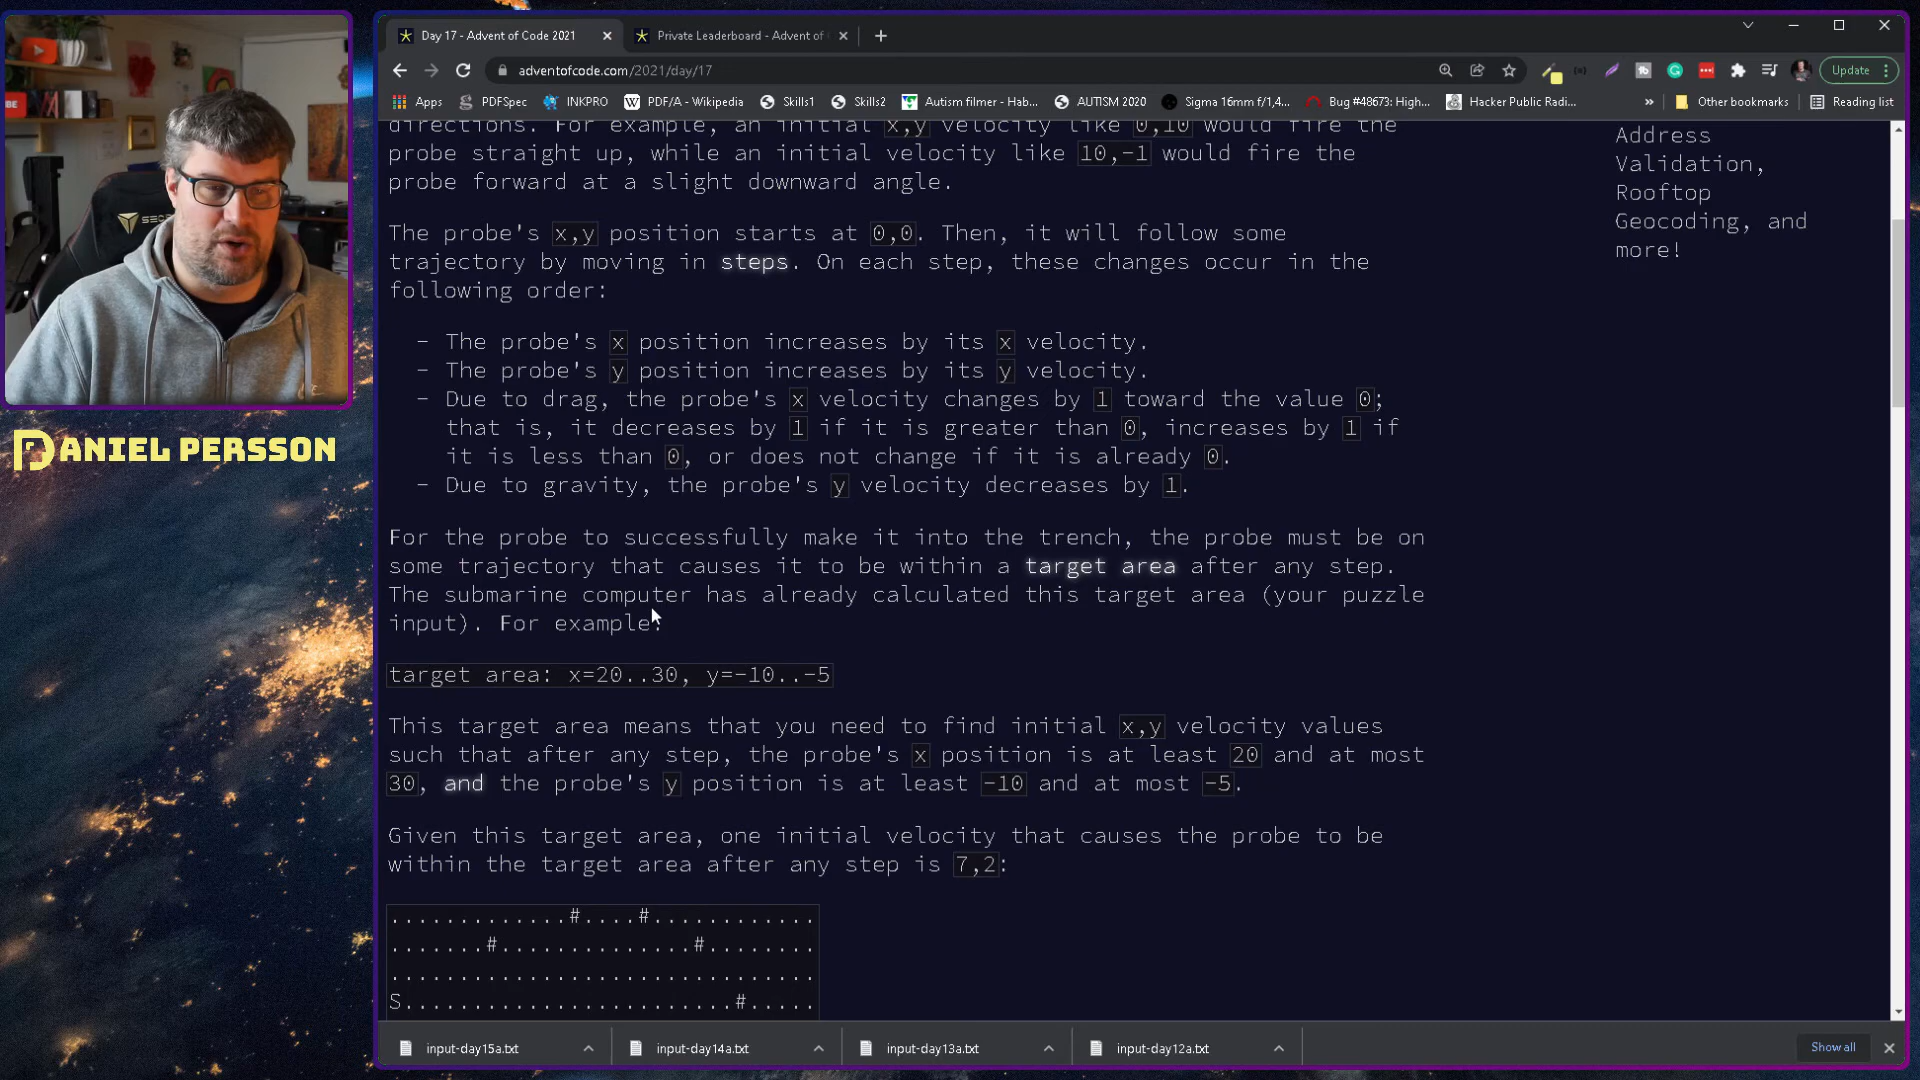 Day 17 - Advent of Code 2021
Private Leaderboard - Advent of
adventofcode.com/2021/day/17
Update
Apps
PDFSpec
INKPRO
PDF/A - Wikipedia
Skills1
Skills2
Autism filmer - Hab...
AUTISM 2020
Sigma 16mm f/1,4...
Bug #48673: High...
Hacker Public Radi...
»
Other bookmarks
Reading list
directions. For example, an initial x,y velocity like 0,10 would fire the
probe straight up, while an initial velocity like 10,-1 would fire the
probe forward at a slight downward angle.
The probe's x,y position starts at 0,0. Then, it will follow some
trajectory by moving in steps. On each step, these changes occur in the
following order:
- The probe's x position increases by its x velocity.
- The probe's y position increases by its y velocity.
- Due to drag, the probe's x velocity changes by 1 toward the value 0;
that is, it decreases by 1 if it is greater than 0, increases by 1 if
it is less than 0, or does not change if it is already 0.
- Due to gravity, the probe's y velocity decreases by 1.
For the probe to successfully make it into the trench, the probe must be on
some trajectory that causes it to be within a target area after any step.
The submarine computer has already calculated this target area (your puzzle
input). For example:
target area: x=20..30, y=-10..-5
This target area means that you need to find initial x,y velocity values
such that after any step, the probe's x position is at least 20 and at most
30, and the probe's y position is at least -10 and at most -5.
Given this target area, one initial velocity that causes the probe to be
within the target area after any step is 7,2:
.............#....#............
.......#..............#........
...............................
S........................#.....
Address
Validation,
Rooftop
Geocoding, and
more!
DANIEL PERSSON
input-day15a.txt
input-day14a.txt
input-day13a.txt
input-day12a.txt
Show all